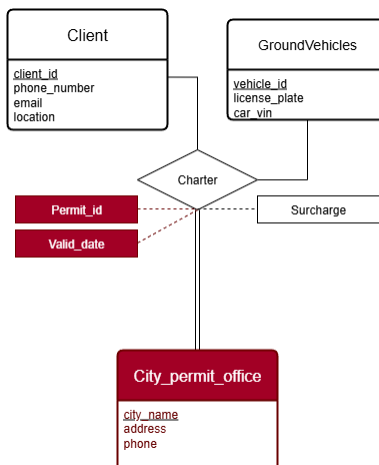 Client
client_id
phone_number
email
location
GroundVehicles
vehicle_id
license_plate
car_vin
Charter
Permit_id
Surcharge
Valid_date
City_permit_office
city_name
address
phone